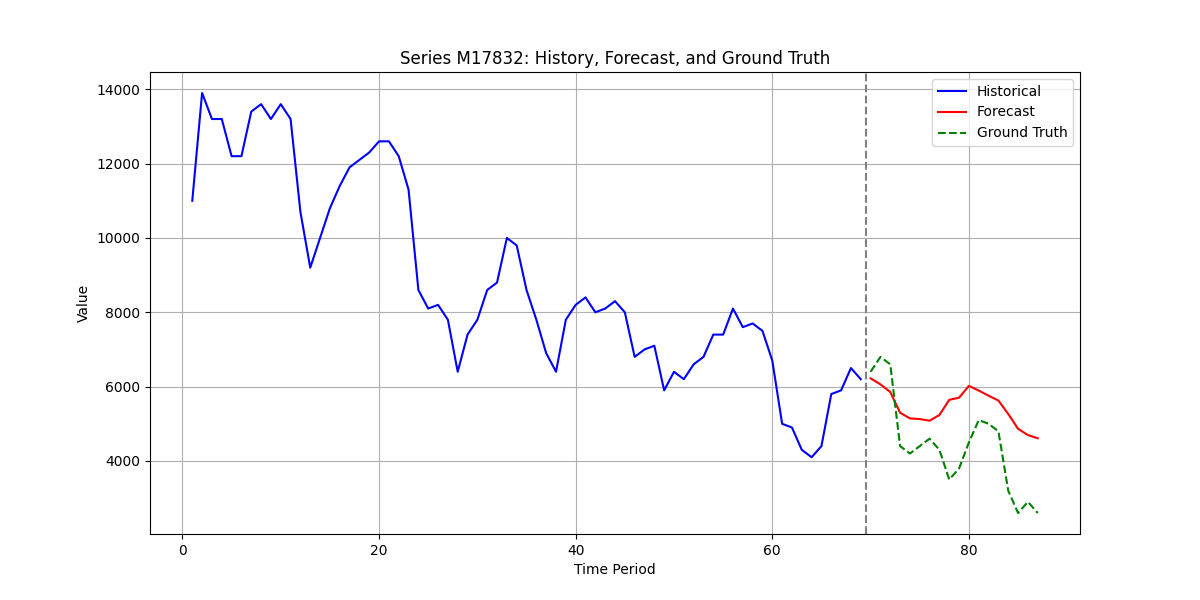 Series M17832: History, Forecast, and Ground Truth
Historical
Forecast
Ground Truth
Value
14000
12000
10000
8000
6000
4000
0 20 40 60 80
Time Period